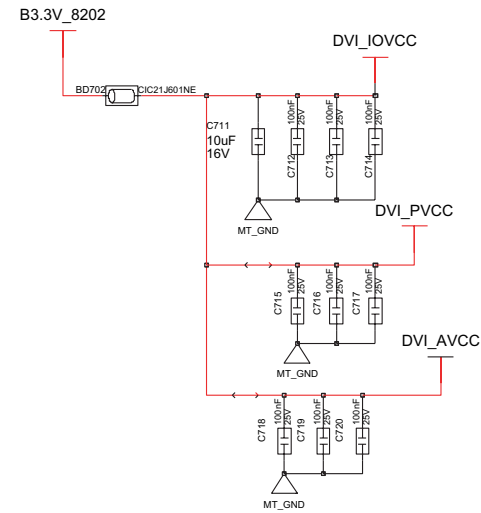 B3.3V_8202
DVI_IOVCC
BD702
CIC21J601NE
C711
10uF
16V
100nF
25V
C712
100nF
25V
C713
100nF
25V
C714
MT_GND
DVI_PVCC
100nF
25V
C715
100nF
25V
C716
100nF
25V
C717
MT_GND
DVI_AVCC
100nF
25V
C718
100nF
25V
C719
100nF
25V
C720
MT_GND